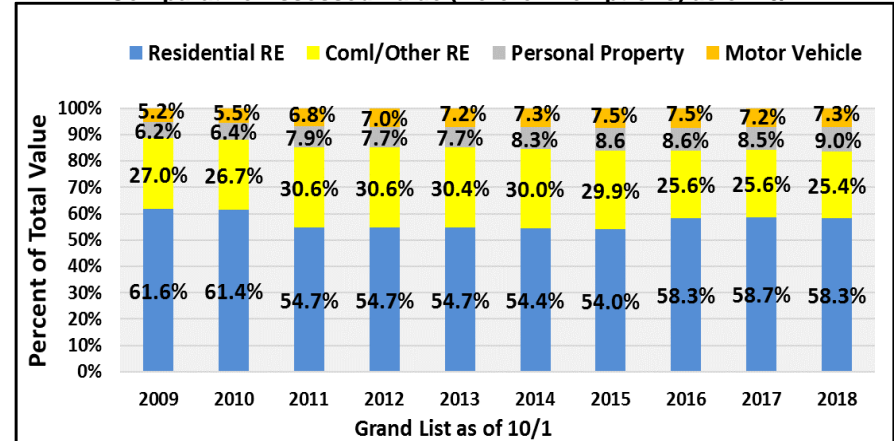 Residential RE Coml/Other RE Personal Property Motor Vehicle
100% 5.2% 5.5% 6.8% 7.0% 7.2% 7.3% 7.5% 7.5% 7.2% 7.3%
90% 6.2% 6.4% 7.9% 7.7% 7.7% 8.3% 8.6 8.6% 8.5% 9.0%
80%
70% 27.0% 26.7% 30.6% 30.6% 30.4% 30.0% 29.9% 25.6% 25.6% 25.4%
60%
50%
40%
30% 61.6% 61.4% 54.7% 54.7% 54.7% 54.4% 54.0% 58.3% 58.7% 58.3%
20%
10%
0%
Percent of Total Value
2009 2010 2011 2012 2013 2014 2015 2016 2017 2018
Grand List as of 10/1